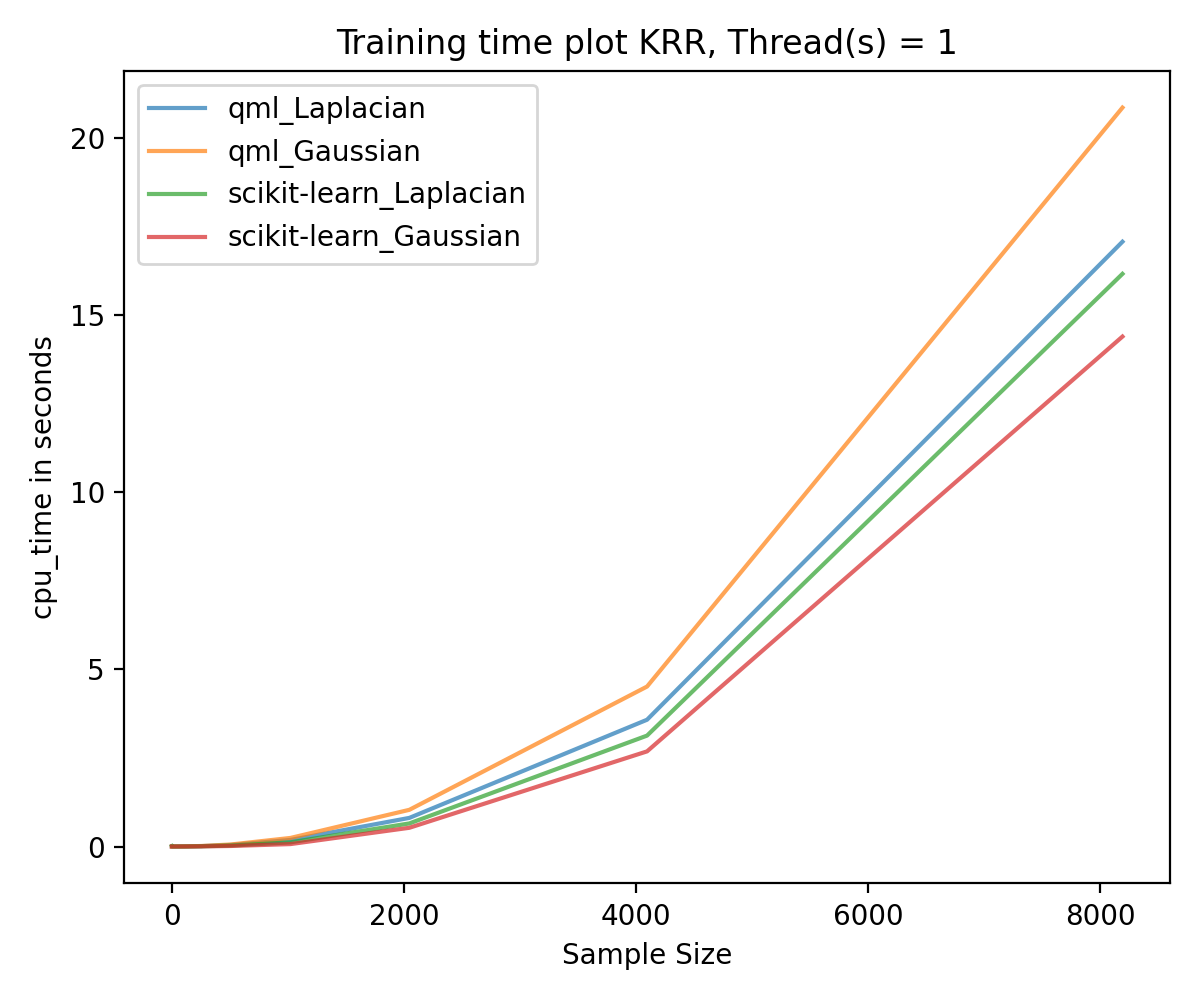 Training time plot KRR, Thread(s) = 1
qml_Laplacian
qml_Gaussian
scikit-learn_Laplacian
scikit-learn_Gaussian
20
15
10
5
0
cpu_time in seconds
0 2000 4000 6000 8000
Sample Size